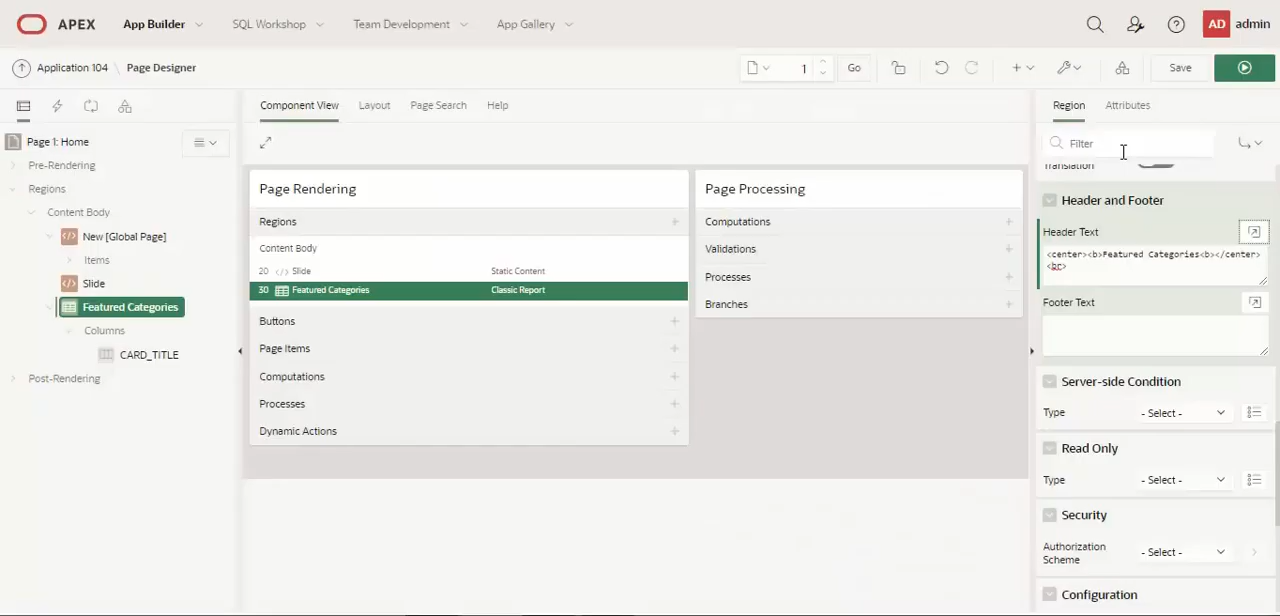 APEX App Builder SQL Workshop Team Development App Gallery AD admin
Application 104 \ Page Designer 1 Go Save
Component View Layout Page Search Help
Region Attributes
Page 1: Home
Filter
Pre-Rendering
Translation
Regions
Page Rendering
Page Processing
Header and Footer
Content Body
Regions
Computations
Header Text
New [Global Page]
Content Body
Validations
<center><b>Featured Categories<b></center>
<br>
Items
20 </> Slide Static Content
Processes
Slide
30 Featured Categories Classic Report
Branches
Footer Text
Featured Categories
Buttons
Columns
Page Items
CARD_TITLE
Computations
Server-side Condition
Post-Rendering
Processes
Type - Select -
Dynamic Actions
Read Only
Type - Select -
Security
Authorization
Scheme
- Select -
Configuration